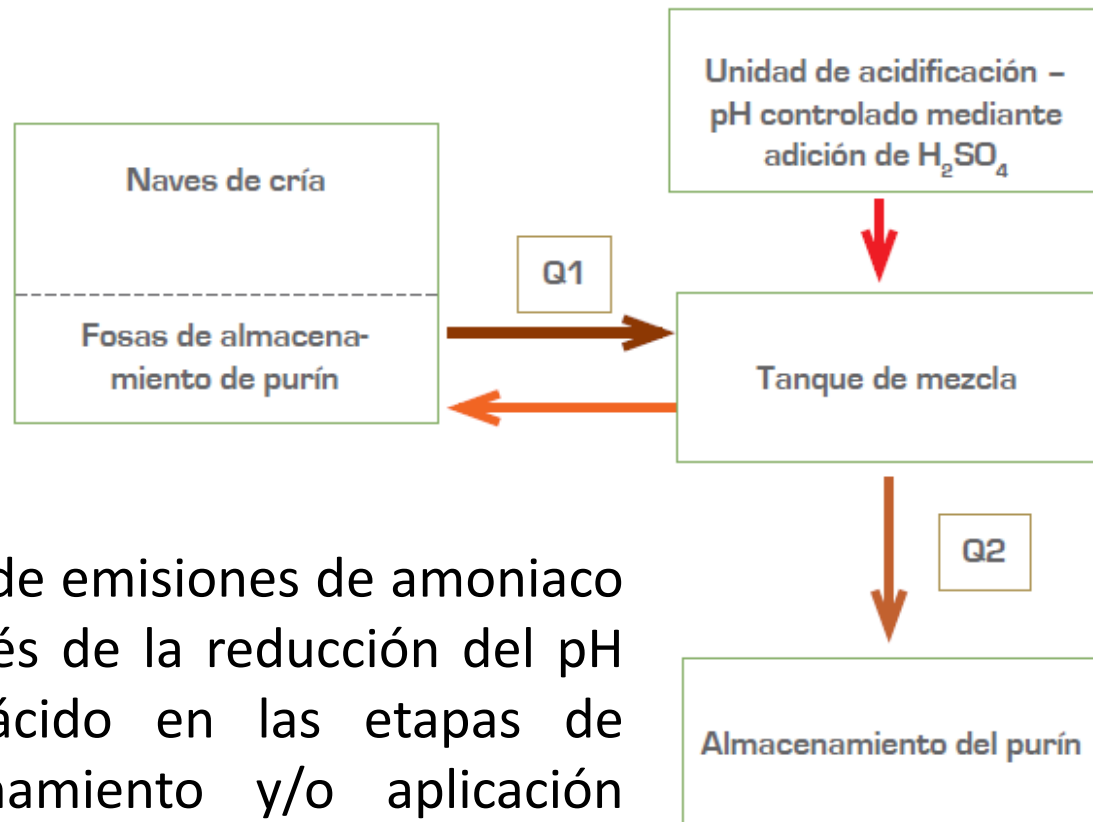 Unidad de acidificación –
pH controlado mediante
adición de H₂SO₄
Naves de cría
Q1
Fosas de almacena-
miento de purín
Tanque de mezcla
Q2
de emisiones de amoniaco
és de la reducción del pH
ácido en las etapas de
namiento y/o aplicación
Almacenamiento del purín